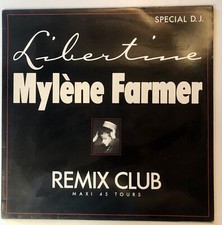 SPECIAL D.J.
Libertine
Mylène Farmer
REMIX CLUB
MAXI 45 TOURS